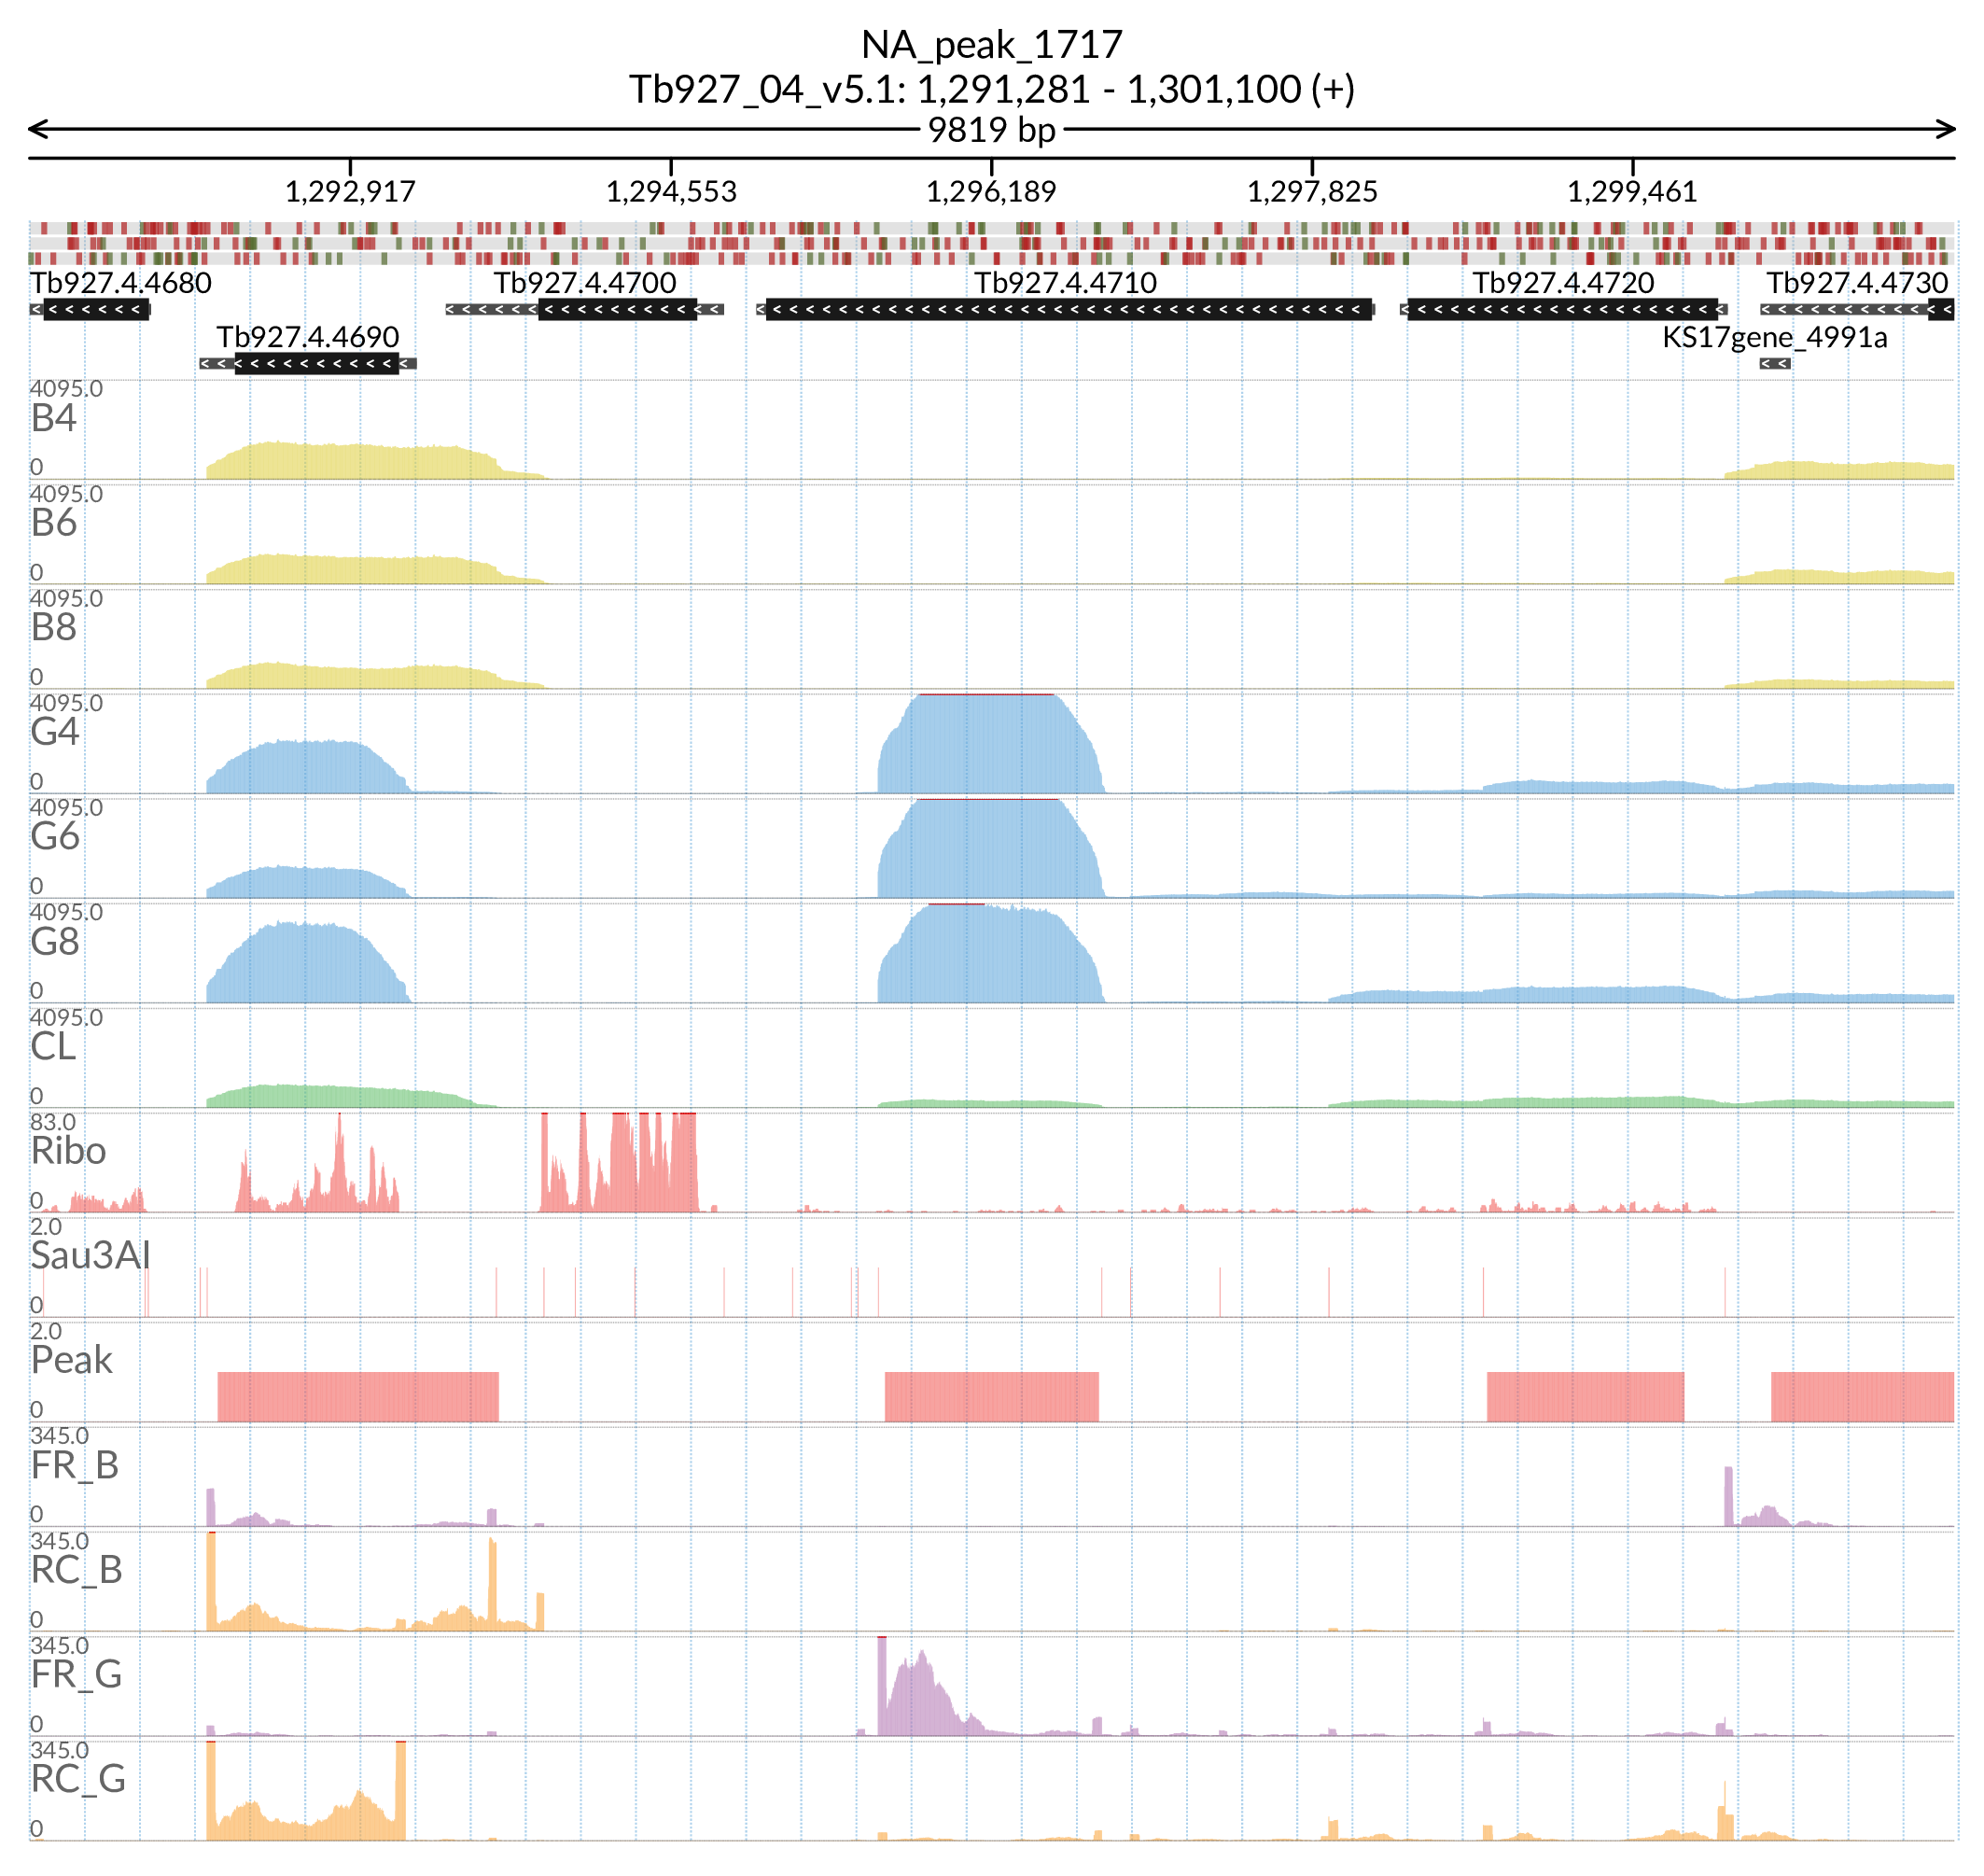 NA_peak_1717
Tb927_04_v5.1: 1,291,281 - 1,301,100 (+)
9819 bp
1,292,917 1,294,553 1,296,189 1,297,825 1,299,461
Tb927.4.4680 Tb927.4.4700 Tb927.4.4710 Tb927.4.4720 Tb927.4.4730
Tb927.4.4690 KS17gene_4991a
4095.0
B4
0
4095.0
B6
0
4095.0
B8
0
4095.0
G4
0
4095.0
G6
0
4095.0
G8
0
4095.0
CL
0
83.0
Ribo
0
2.0
Sau3AI
0
2.0
Peak
0
345.0
FR_B
0
345.0
RC_B
0
345.0
FR_G
0
345.0
RC_G
0